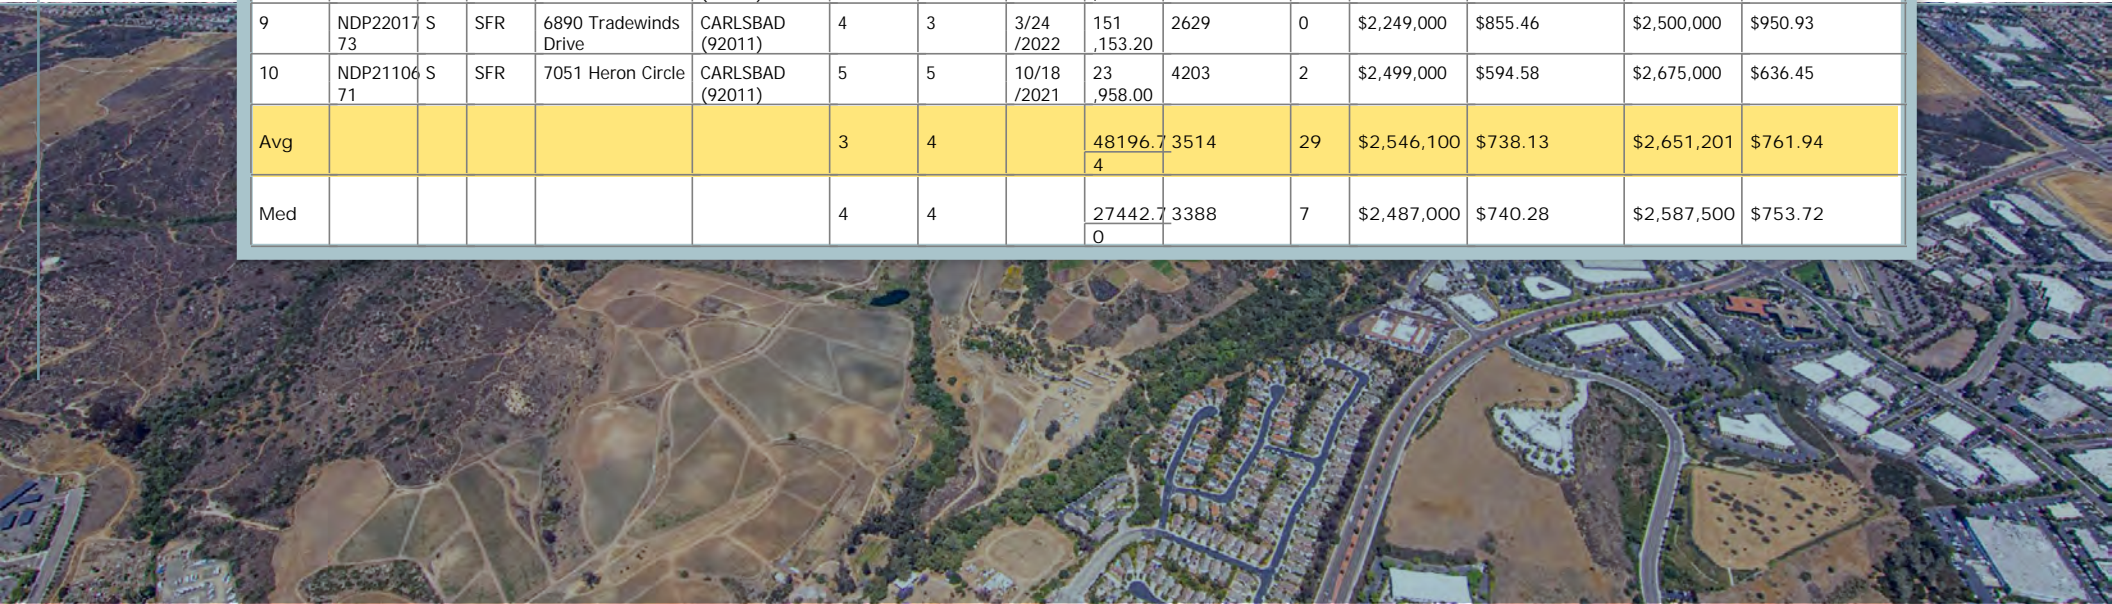 9 NDP22017 S SFR 6890 Tradewinds CARLSBAD 4 3 3/24 151 2629 0 $2,249,000 $855.46 $2,500,000 $950.93
73 Drive (92011) /2022 ,153.20
10 NDP21106 S SFR 7051 Heron Circle CARLSBAD 5 5 10/18 23 4203 2 $2,499,000 $594.58 $2,675,000 $636.45
71 (92011) /2021 ,958.00
Avg 3 4 48196.7 3514 29 $2,546,100 $738.13 $2,651,201 $761.94
4
Med 4 4 27442.7 3388 7 $2,487,000 $740.28 $2,587,500 $753.72
0